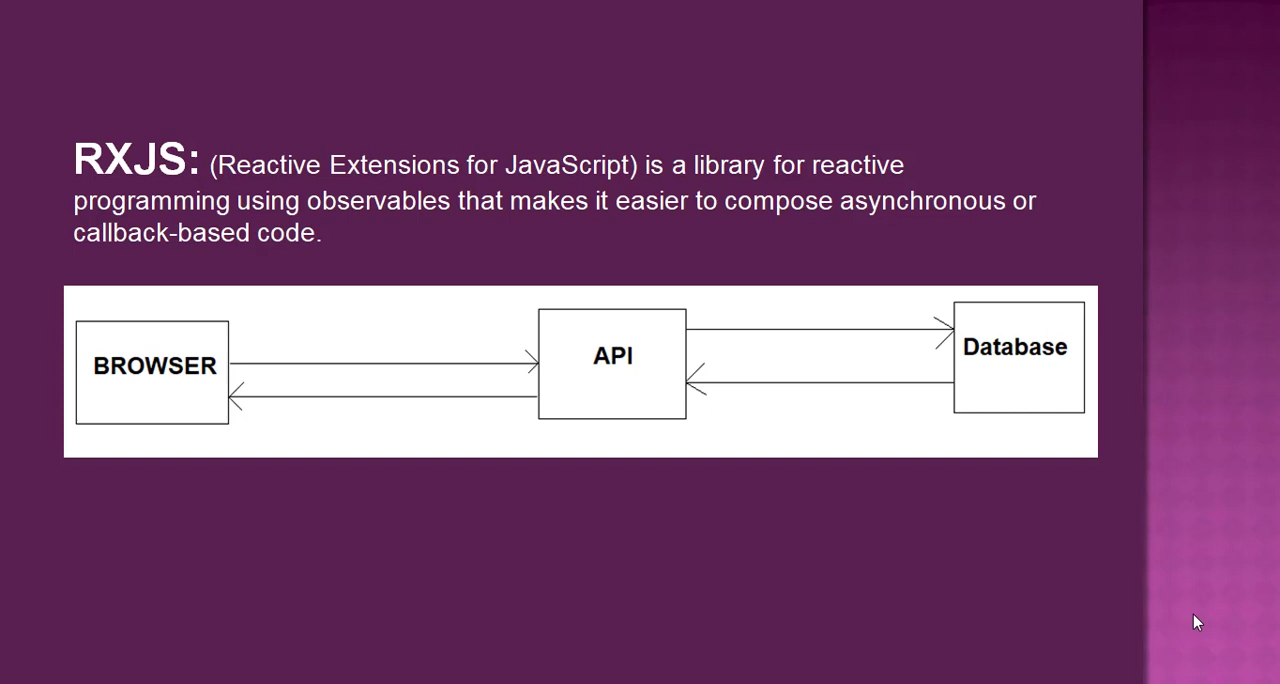 RXJS: (Reactive Extensions for JavaScript) is a library for reactive
programming using observables that makes it easier to compose asynchronous or
callback-based code.
BROWSER
API
Database